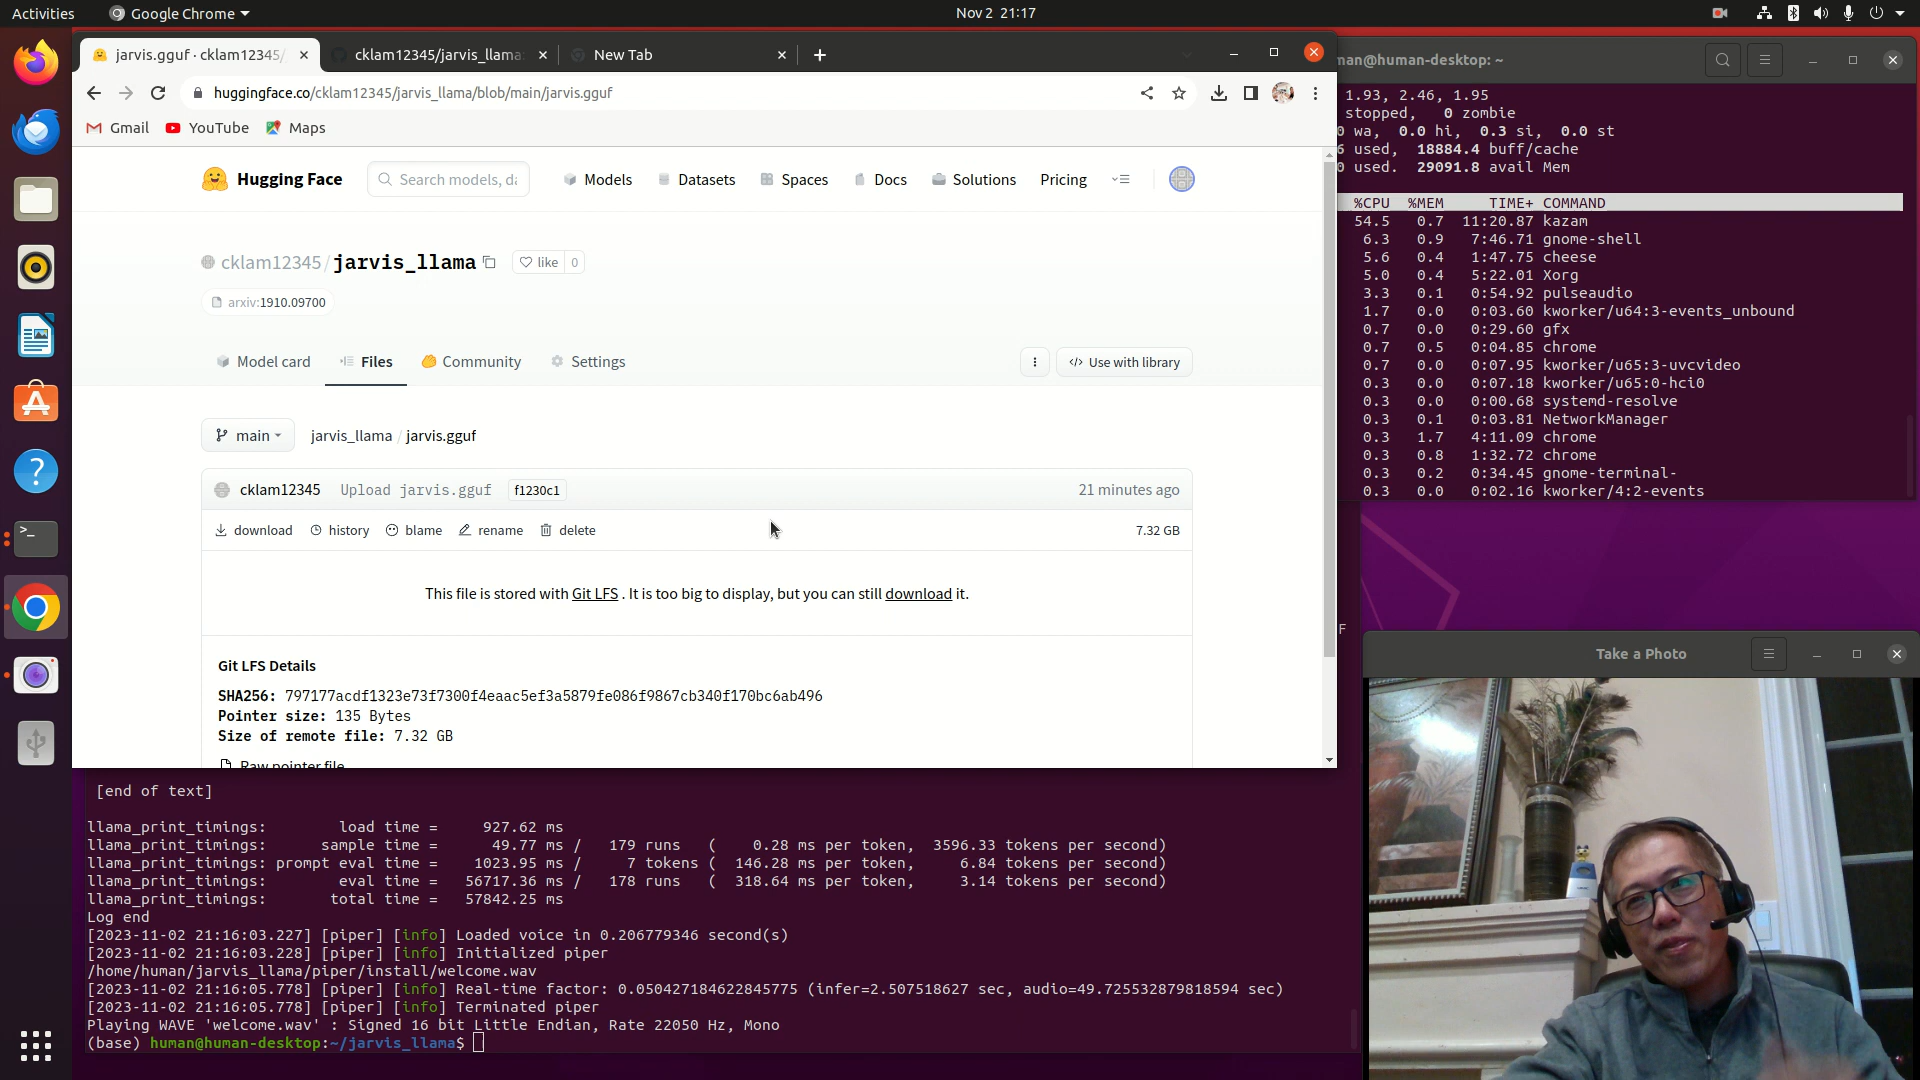 Activities
Google Chrome
Nov 2 21:17
jarvis.gguf · cklam12345/
cklam12345/jarvis_llama
New Tab
huggingface.co/cklam12345/jarvis_llama/blob/main/jarvis.gguf
Gmail
YouTube
Maps
Hugging Face
Search models, da
Models
Datasets
Spaces
Docs
Solutions
Pricing
cklam12345/jarvis_llama
like 0
arxiv:1910.09700
Model card
Files
Community
Settings
</> Use with library
main
jarvis_llama / jarvis.gguf
cklam12345 Upload jarvis.gguf f1230c1 21 minutes ago
download history blame rename delete 7.32 GB
This file is stored with Git LFS . It is too big to display, but you can still download it.
Git LFS Details
SHA256: 797177acdf1323e73f7300f4eaac5ef3a5879fe086f9867cb340f170bc6ab496
Pointer size: 135 Bytes
Size of remote file: 7.32 GB
Raw pointer file
man@human-desktop: ~
1.93, 2.46, 1.95
stopped, 0 zombie
0 wa, 0.0 hi, 0.3 si, 0.0 st
6 used, 18884.4 buff/cache
0 used. 29091.8 avail Mem
%CPU %MEM TIME+ COMMAND
54.5 0.7 11:20.87 kazam
6.3 0.9 7:46.71 gnome-shell
5.6 0.4 1:47.75 cheese
5.0 0.4 5:22.01 Xorg
3.3 0.1 0:54.92 pulseaudio
1.7 0.0 0:03.60 kworker/u64:3-events_unbound
0.7 0.0 0:29.60 gfx
0.7 0.5 0:04.85 chrome
0.7 0.0 0:07.95 kworker/u65:3-uvcvideo
0.3 0.0 0:07.18 kworker/u65:0-hci0
0.3 0.0 0:00.68 systemd-resolve
0.3 0.1 0:03.81 NetworkManager
0.3 1.7 4:11.09 chrome
0.3 0.8 1:32.72 chrome
0.3 0.2 0:34.45 gnome-terminal-
0.3 0.0 0:02.16 kworker/4:2-events
F
Take a Photo
[end of text]
llama_print_timings: load time = 927.62 ms
llama_print_timings: sample time = 49.77 ms / 179 runs ( 0.28 ms per token, 3596.33 tokens per second)
llama_print_timings: prompt eval time = 1023.95 ms / 7 tokens ( 146.28 ms per token, 6.84 tokens per second)
llama_print_timings: eval time = 56717.36 ms / 178 runs ( 318.64 ms per token, 3.14 tokens per second)
llama_print_timings: total time = 57842.25 ms
Log end
[2023-11-02 21:16:03.227] [piper] [info] Loaded voice in 0.206779346 second(s)
[2023-11-02 21:16:03.228] [piper] [info] Initialized piper
/home/human/jarvis_llama/piper/install/welcome.wav
[2023-11-02 21:16:05.778] [piper] [info] Real-time factor: 0.050427184622845775 (infer=2.507518627 sec, audio=49.725532879818594 sec)
[2023-11-02 21:16:05.778] [piper] [info] Terminated piper
Playing WAVE 'welcome.wav' : Signed 16 bit Little Endian, Rate 22050 Hz, Mono
(base) human@human-desktop:~/jarvis_llama$